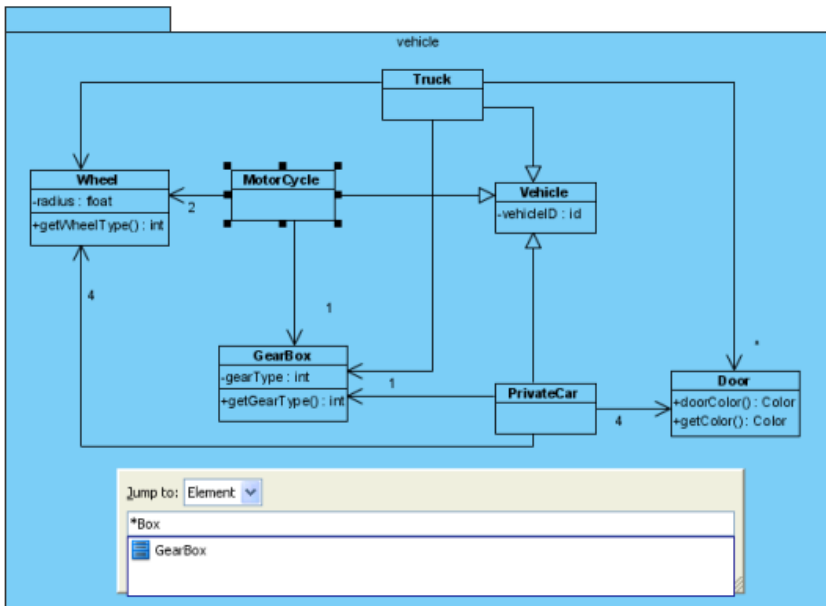 vehicle
Truck
Wheel
-radius : float
+getWheelType() : int
MotorCycle
2
Vehicle
-vehicleID : id
4
1
GearBox
-gearType : int
+getGearType() : int
1
PrivateCar
4
*
Door
+doorColor() : Color
+getColor() : Color
Jump to: Element
*Box
GearBox